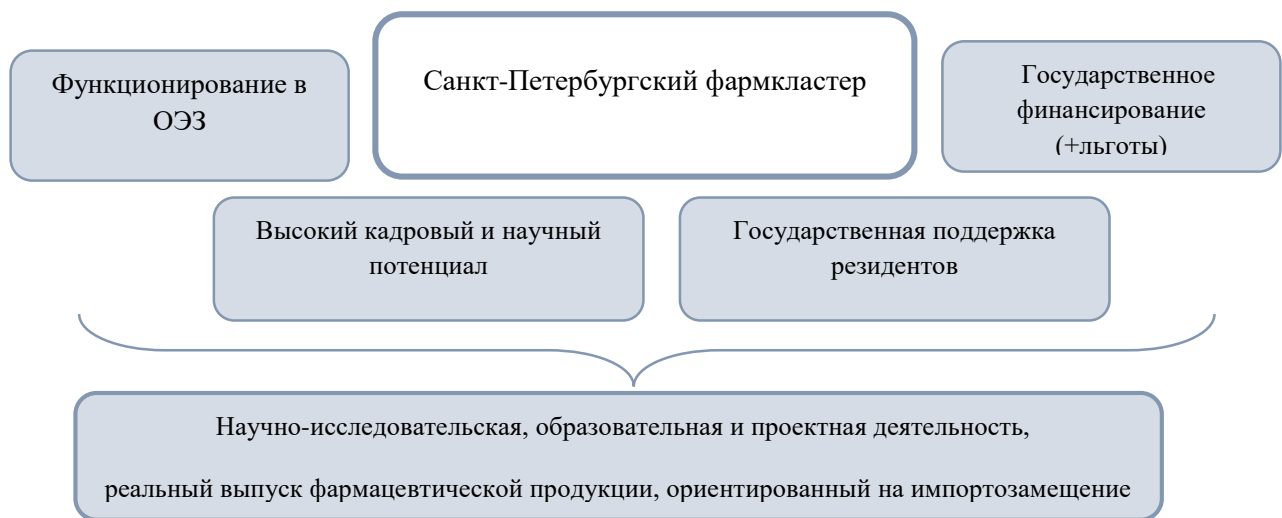 Функционирование в
ОЭЗ
Санкт-Петербургский фармкластер
Государственное
финансирование
(+льготы)
Высокий кадровый и научный
потенциал
Государственная поддержка
резидентов
Научно-исследовательская, образовательная и проектная деятельность,
реальный выпуск фармацевтической продукции, ориентированный на импортозамещение